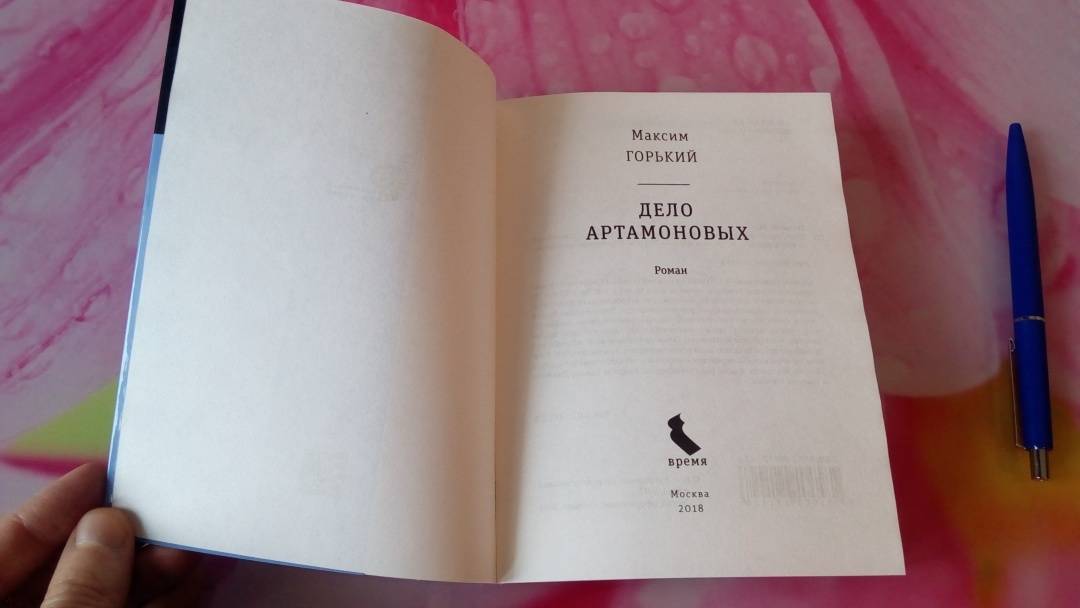 Максим
ГОРЬКИЙ
ДЕЛО
АРТАМОНОВЫХ
Роман
время
Москва
2018